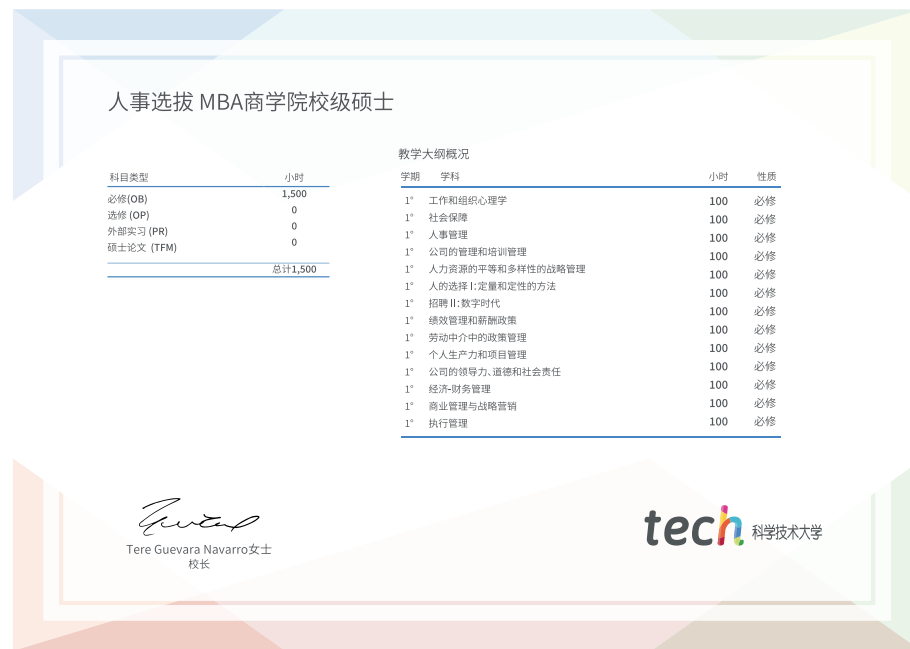 人事选拔 MBA商学院校级硕士
科目类型 小时
必修(OB) 1,500
选修 (OP) 0
外部实习 (PR) 0
硕士论文 (TFM) 0
总计1,500
教学大纲概况
学期 学科 小时 性质
1° 工作和组织心理学 100 必修
1° 社会保障 100 必修
1° 人事管理 100 必修
1° 公司的管理和培训管理 100 必修
1° 人力资源的平等和多样性的战略管理 100 必修
1° 人的选择 I:定量和定性的方法 100 必修
1° 招聘 II:数字时代 100 必修
1° 绩效管理和薪酬政策 100 必修
1° 劳动中介中的政策管理 100 必修
1° 个人生产力和项目管理 100 必修
1° 公司的领导力、道德和社会责任 100 必修
1° 经济-财务管理 100 必修
1° 商业管理与战略营销 100 必修
1° 执行管理 100 必修
Tere Guevara Navarro女士
校长
tech 科学技术大学